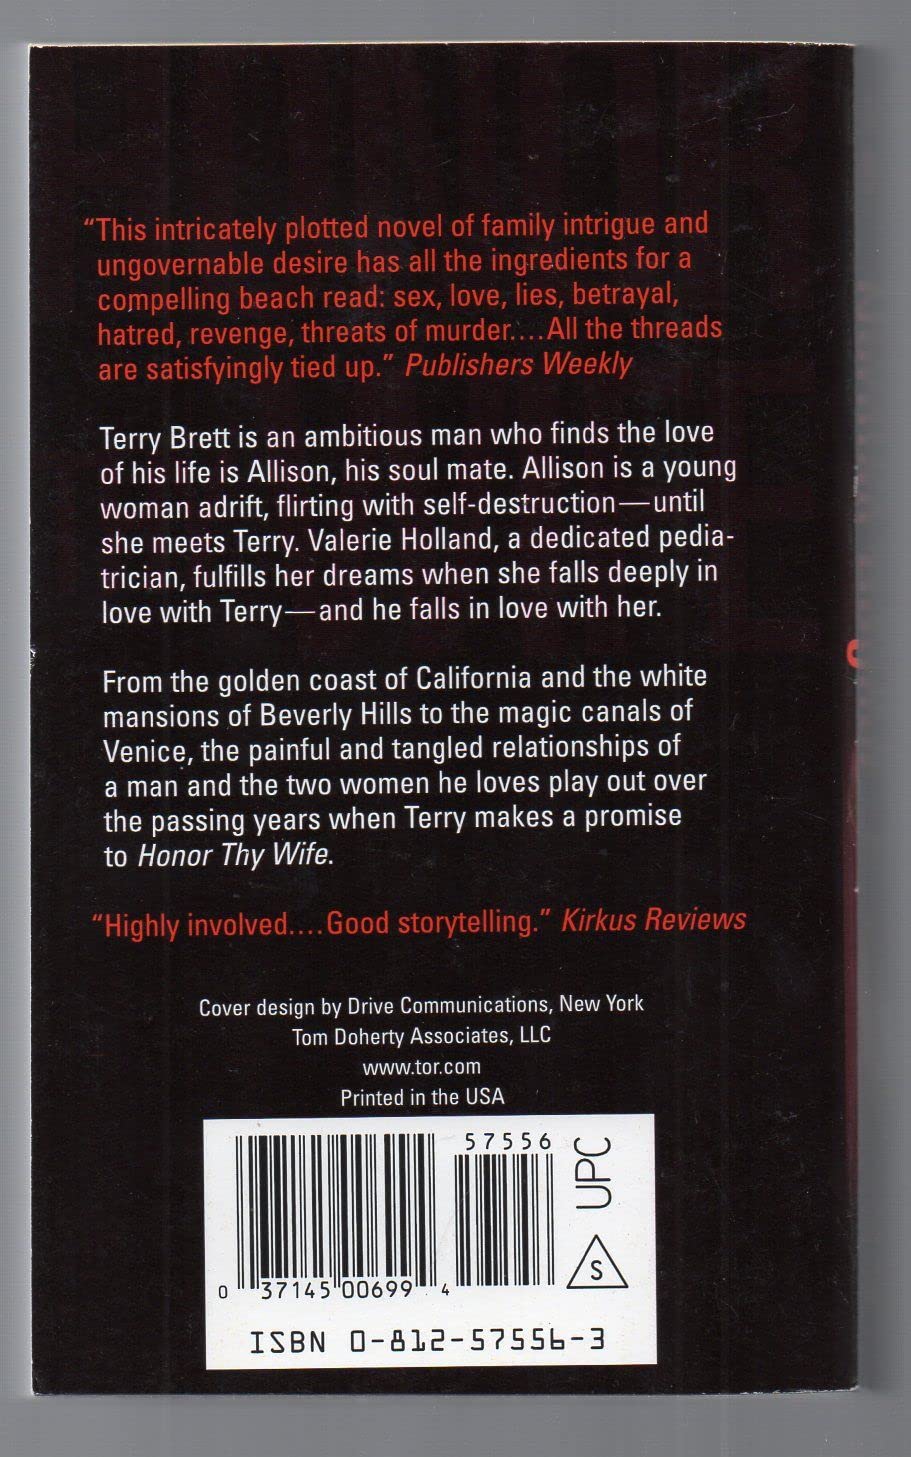 “This intricately plotted novel of family intrigue and
ungovernable desire has all the ingredients for a
compelling beach read: sex, love, lies, betrayal,
hatred, revenge, threats of murder....All the threads
are satisfyingly tied up.” Publishers Weekly
Terry Brett is an ambitious man who finds the love
of his life is Allison, his soul mate. Allison is a young
woman adrift, flirting with self-destruction—until
she meets Terry. Valerie Holland, a dedicated pedia-
trician, fulfills her dreams when she falls deeply in
love with Terry—and he falls in love with her.
From the golden coast of California and the white
mansions of Beverly Hills to the magic canals of
Venice, the painful and tangled relationships of
a man and the two women he loves play out over
the passing years when Terry makes a promise
to Honor Thy Wife.
“Highly involved....Good storytelling.” Kirkus Reviews
Cover design by Drive Communications, New York
Tom Doherty Associates, LLC
www.tor.com
Printed in the USA
57556
UPC
S
0 37145 00699 4
ISBN 0-812-57556-3